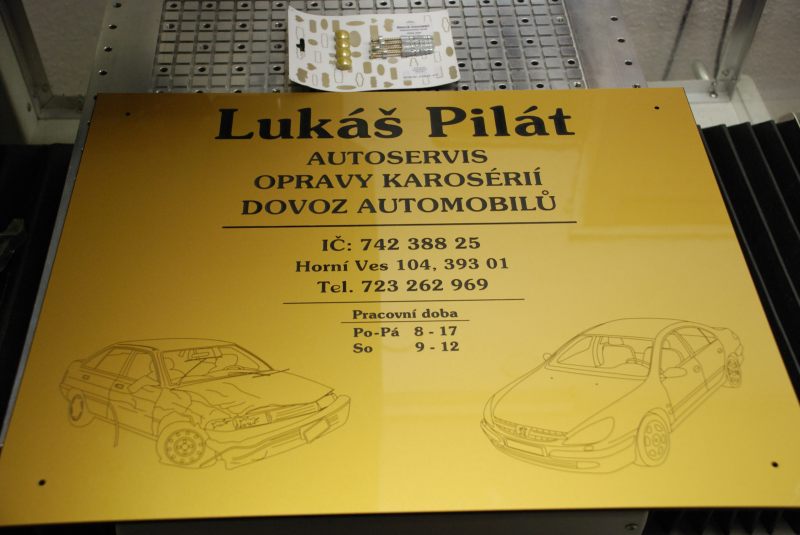 Lukáš Pilát
AUTOSERVIS
OPRAVY KAROSÉRIÍ
DOVOZ AUTOMOBILŮ
IČ: 742 388 25
Horní Ves 104, 393 01
Tel. 723 262 969
Pracovní doba
Po-Pá 8 - 17
So 9 - 12